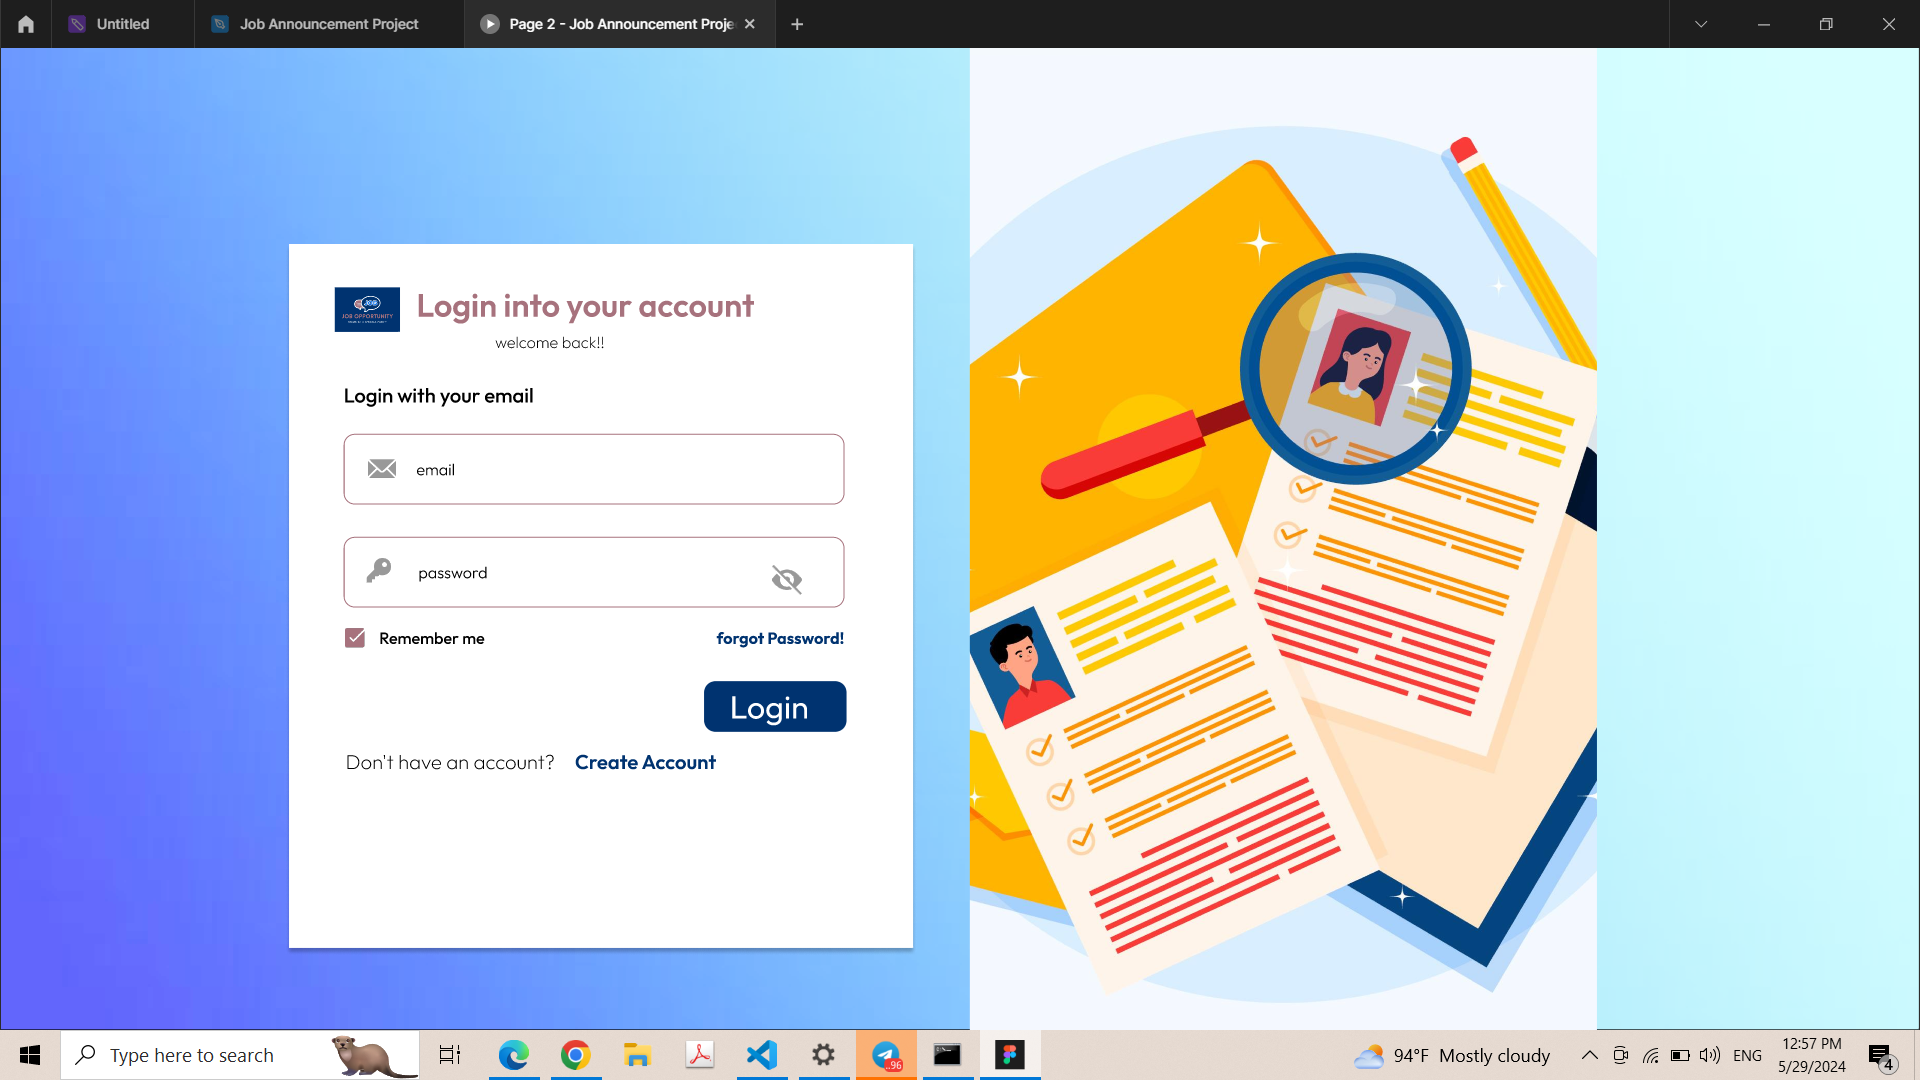 Untitled
Job Announcement Project
Page 2 - Job Announcement Proje
JOB OPPORTUNITY
Login into your account
welcome back!!
Login with your email
email
password
Remember me
forgot Password!
Login
Don't have an account?
Create Account
Type here to search
..96
94°F Mostly cloudy
ENG
12:57 PM
5/29/2024
4